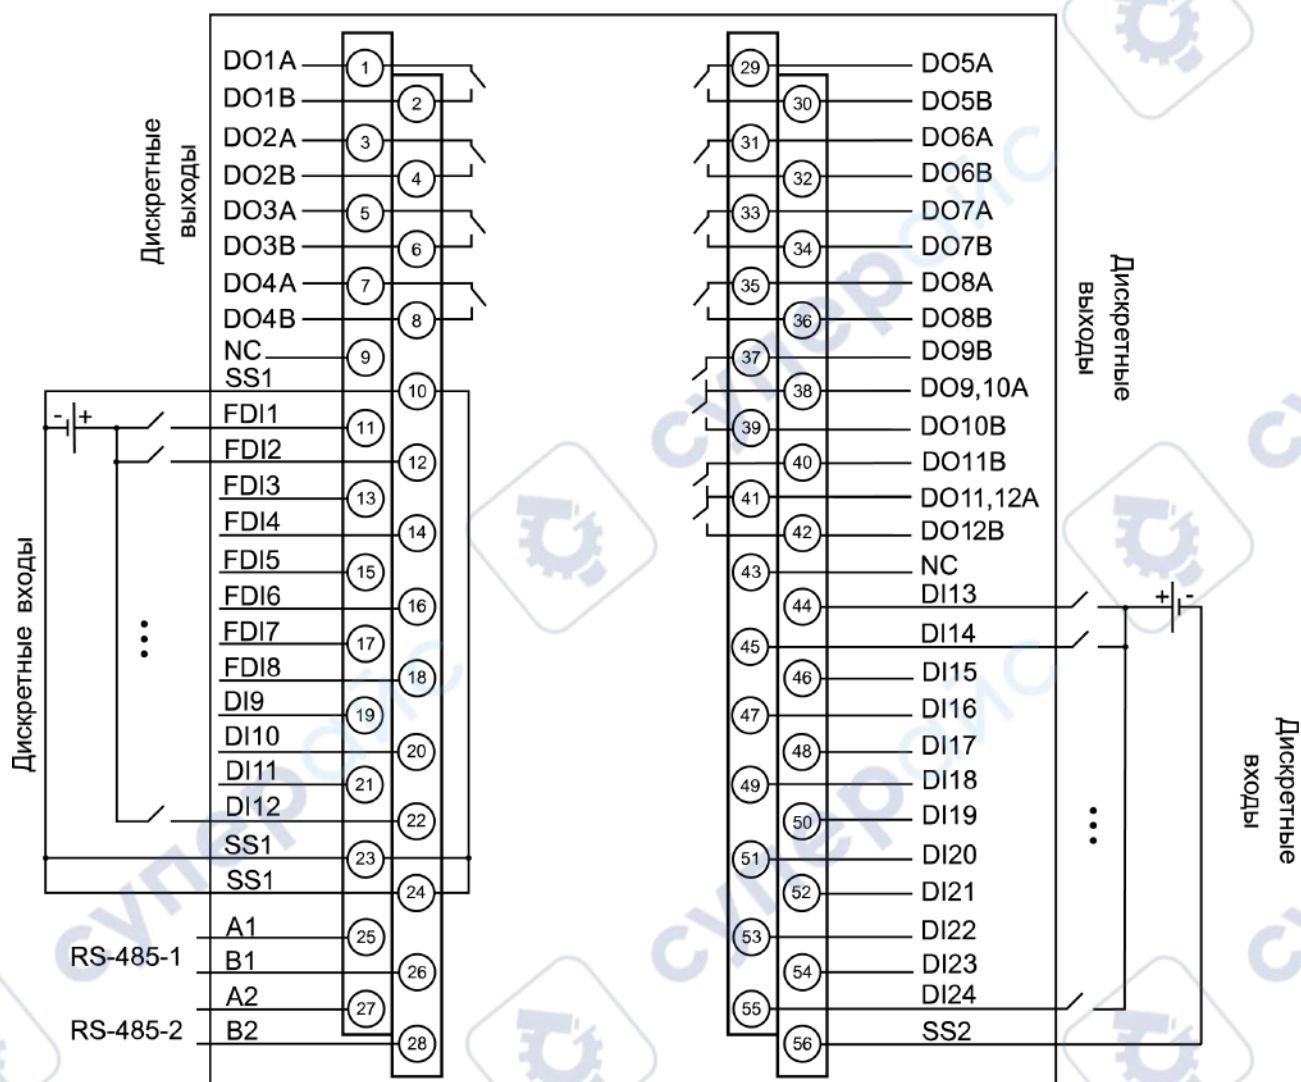 Дискретные
выходы
DO1A 1
DO1B 2
DO2A 3
DO2B 4
DO3A 5
DO3B 6
DO4A 7
DO4B 8
NC 9
SS1 10
- +
FDI1 11
FDI2 12
FDI3 13
FDI4 14
FDI5 15
FDI6 16
FDI7 17
FDI8 18
DI9 19
DI10 20
DI11 21
DI12 22
SS1 23
SS1 24
Дискретные входы
RS-485-1
A1 25
B1 26
RS-485-2
A2 27
B2 28
29 DO5A
30 DO5B
31 DO6A
32 DO6B
33 DO7A
34 DO7B
35 DO8A
36 DO8B
37 DO9B
38 DO9,10A
39 DO10B
40 DO11B
41 DO11,12A
42 DO12B
43 NC
Дискретные
выходы
44 DI13
+ -
45 DI14
46 DI15
47 DI16
48 DI17
49 DI18
50 DI19
51 DI20
52 DI21
53 DI22
54 DI23
55 DI24
56 SS2
Дискретные
входы
суперайс
суперайс